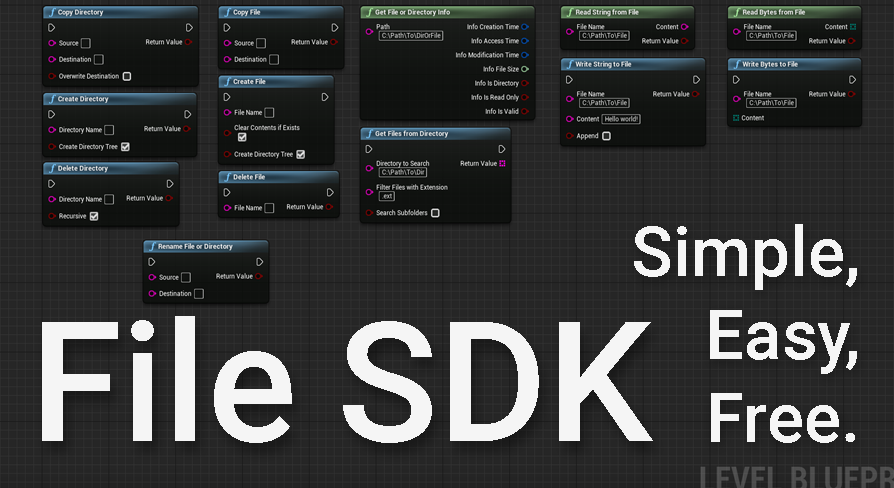 Copy Directory
Source
Return Value
Destination
Overwrite Destination
Create Directory
Directory Name
Return Value
Create Directory Tree
Delete Directory
Directory Name
Return Value
Recursive
Copy File
Source
Return Value
Destination
Create File
File Name
Clear Contents if Exists
Create Directory Tree
Delete File
File Name
Return Value
Get File or Directory Info
Path
C:\Path\To\DirOrFile
Info Creation Time
Info Access Time
Info Modification Time
Info File Size
Info Is Directory
Info Is Read Only
Info Is Valid
Get Files from Directory
Directory to Search
C:\Path\To\Dir
Return Value
Filter Files with Extension
.ext
Search Subfolders
Read String from File
File Name
C:\Path\To\File
Content
Return Value
Write String to File
File Name
C:\Path\To\File
Return Value
Content Hello world!
Append
Read Bytes from File
File Name
C:\Path\To\File
Content
Return Value
Write Bytes to File
File Name
C:\Path\To\File
Return Value
Content
Rename File or Directory
Source
Return Value
Destination
File SDK
Simple,
Easy,
Free.
LEVEL BLUEPR